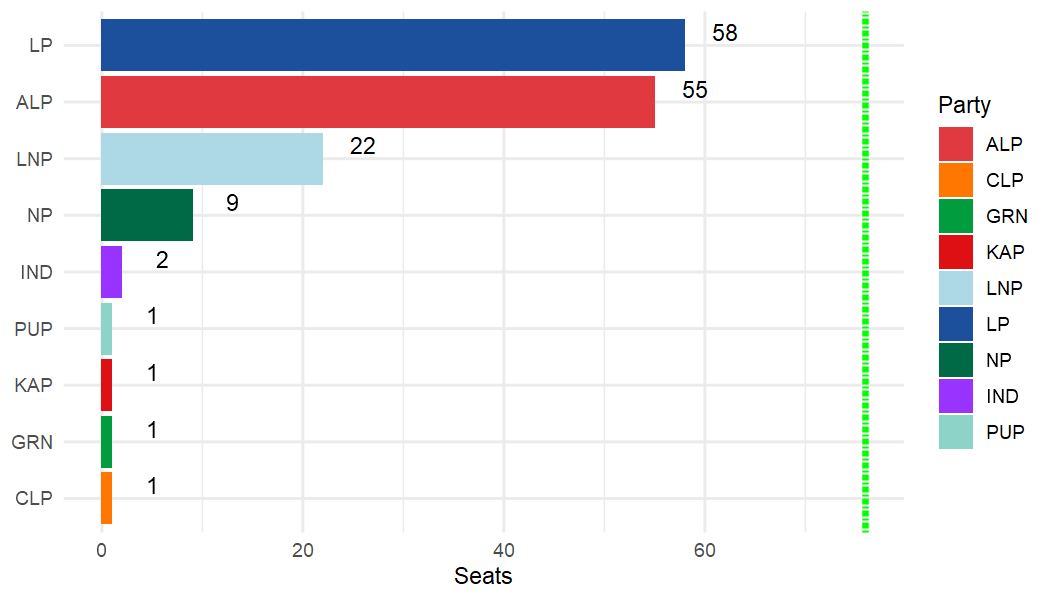 LP
58
ALP
55
LNP
22
NP
9
IND
2
PUP
1
KAP
1
GRN
1
CLP
1
0
20
40
60
Seats
Party
ALP
CLP
GRN
KAP
LNP
LP
NP
IND
PUP